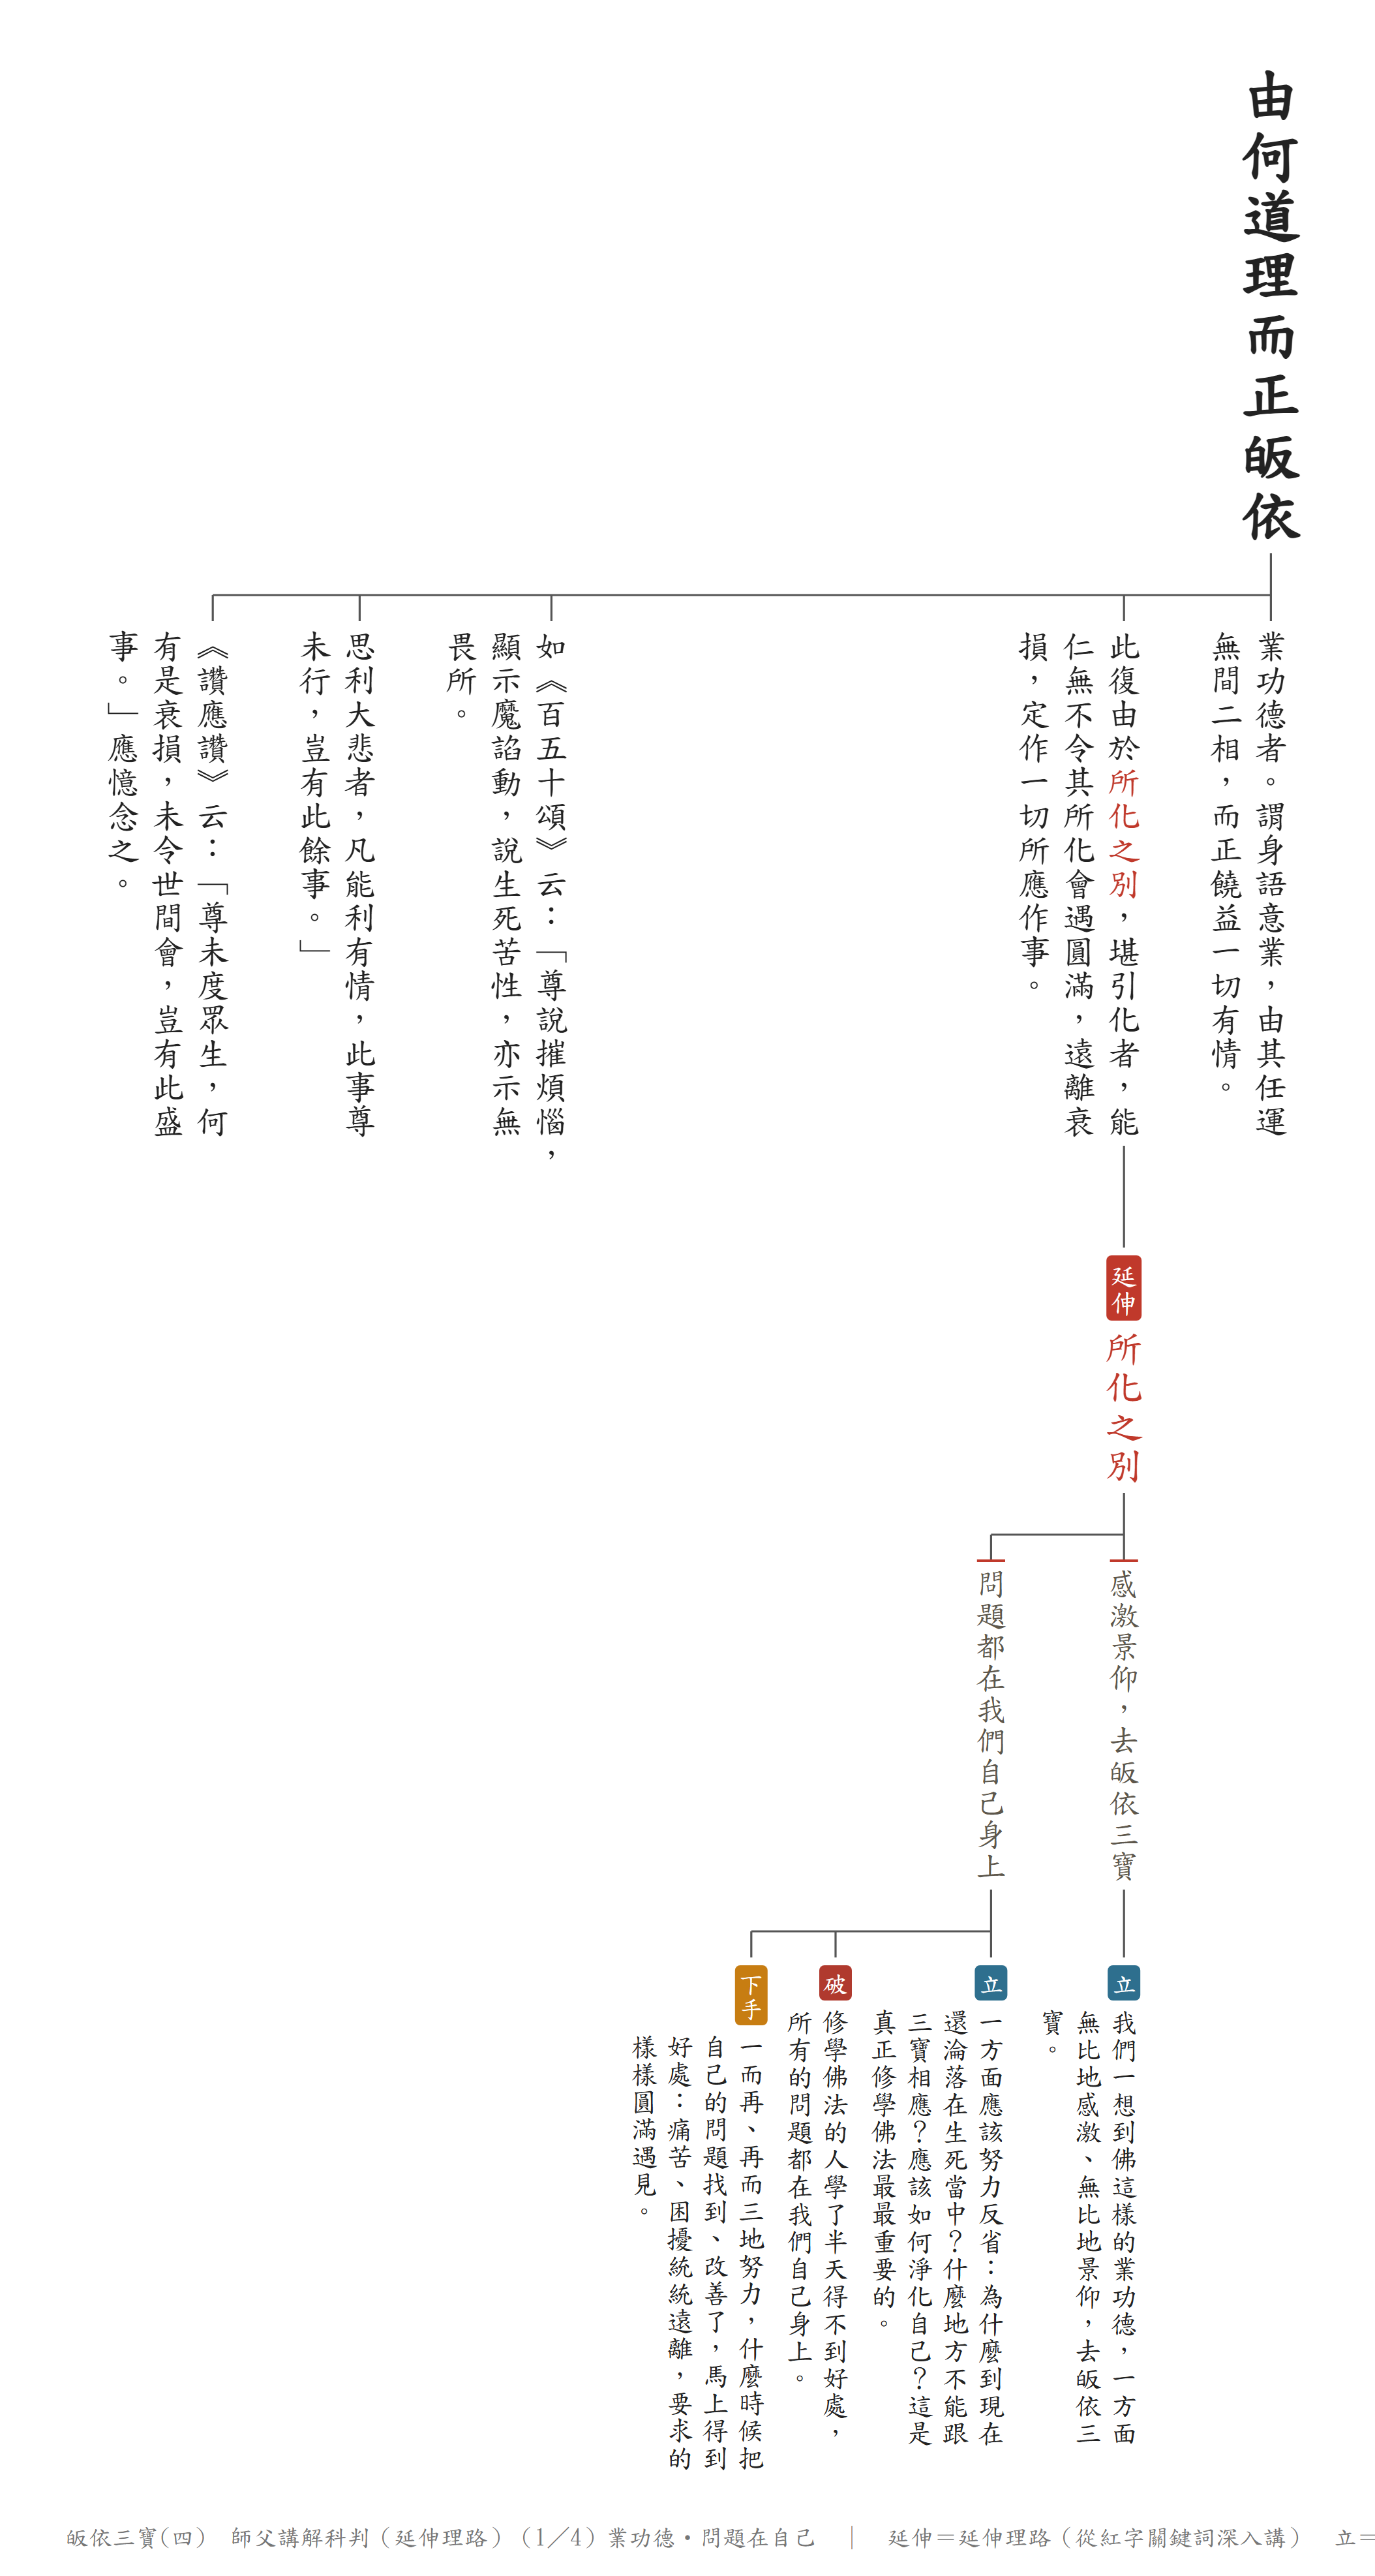 由何道理而正皈依
業功德者。謂身語意業，由其任運
無間二相，而正饒益一切有情。
此復由於所化之別，堪引化者，能
仁無不令其所化會遇圓滿，遠離衰
損，定作一切所應作事。
如《百五十頌》云：「尊說摧煩惱，
顯示魔諂動，說生死苦性，亦示無
畏所。
思利大悲者，凡能利有情，此事尊
未行，豈有此餘事。」
《讚應讚》云：「尊未度眾生，何
有是衰損，未令世間會，豈有此盛
事。」應憶念之。
延伸
所化之別
感激景仰，去皈依三寶
問題都在我們自己身上
立
我們一想到佛這樣的業功德，一方面
無比地感激、無比地景仰，去皈依三
寶。
立
一方面應該努力反省：為什麼到現在
還淪落在生死當中？什麼地方不能跟
三寶相應？應該如何淨化自己？這是
真正修學佛法最最重要的。
破
修學佛法的人學了半天得不到好處，
所有的問題都在我們自己身上。
下手
一而再、再而三地努力，什麼時候把
自己的問題找到、改善了，馬上得到
好處：痛苦、困擾統統遠離，要求的
樣樣圓滿遇見。
皈依三寶(四)　師父講解科判（延伸理路）（1／4）業功德・問題在自己　｜　延伸＝延伸理路（從紅字關鍵詞深入講）　立＝